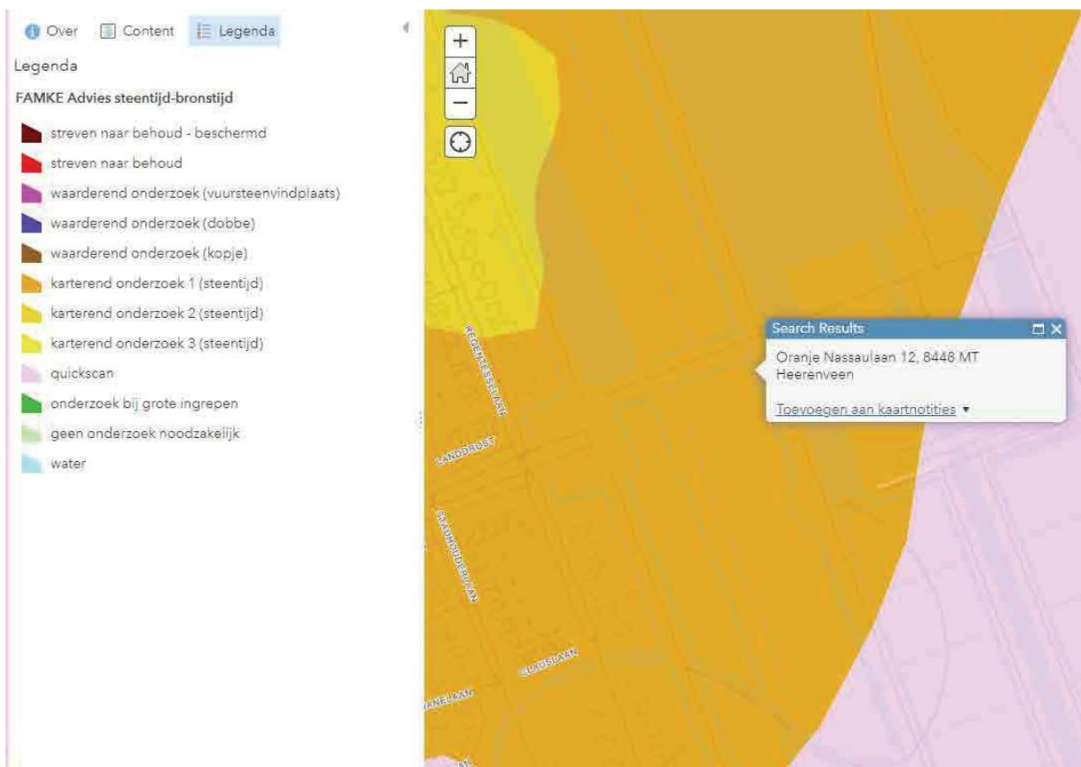 Over Content Legenda
Legenda
FAMKE Advies steentijd-bronstijd
streven naar behoud - beschermd
streven naar behoud
waarderend onderzoek (vuursteenvindplaats)
waarderend onderzoek (dobbe)
waarderend onderzoek (kopje)
karterend onderzoek 1 (steentijd)
karterend onderzoek 2 (steentijd)
karterend onderzoek 3 (steentijd)
quickscan
onderzoek bij grote ingrepen
geen onderzoek noodzakelijk
water
Search Results
Oranje Nassaulaan 12, 8448 MT
Heerenveen
Toevoegen aan kaartnotities
REGENTESSELAAN
LANDDROST
STADHOUDERLAAN